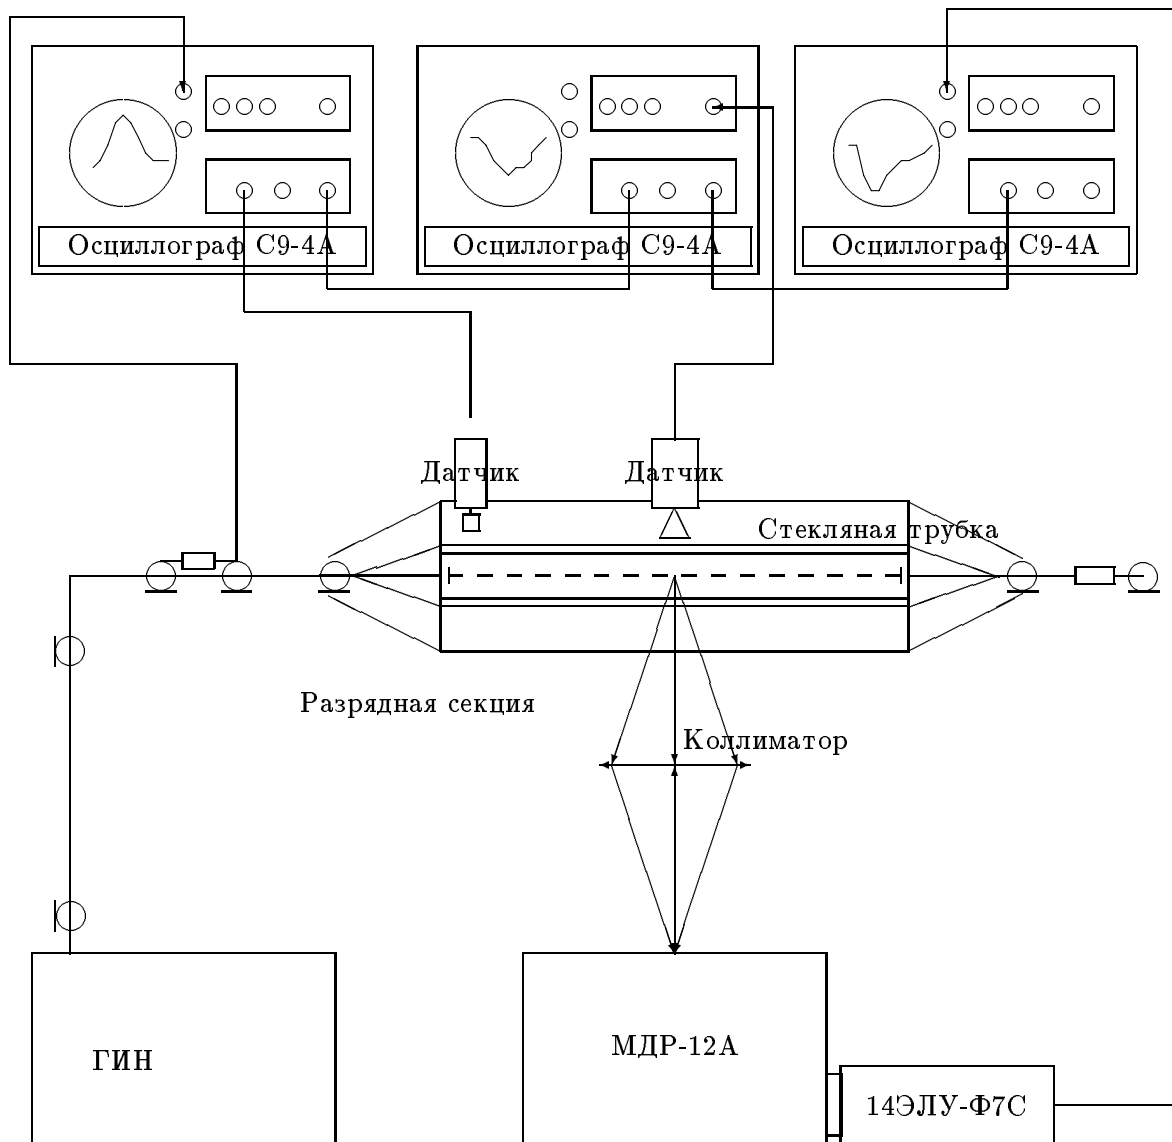 Осциллограф С9-4А
Осциллограф С9-4А
Осциллограф С9-4А
Датчик
Датчик
Стекляная трубка
Разрядная секция
Коллиматор
ГИН
МДР-12А
14ЭЛУ-Ф7С